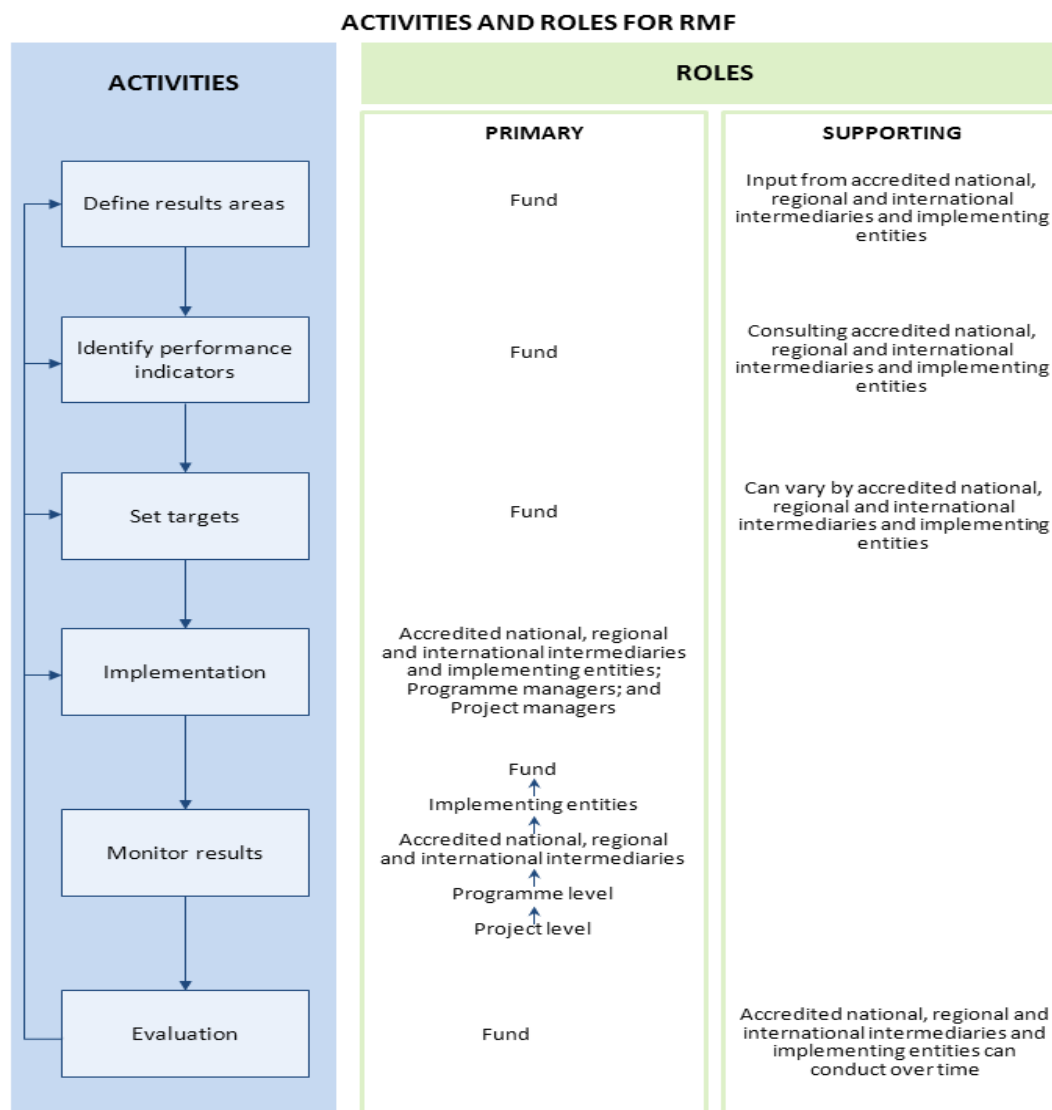 ACTIVITIES AND ROLES FOR RMF
ACTIVITIES
ROLES
PRIMARY
SUPPORTING
Define results areas
Fund
Input from accredited national,
regional and international
intermediaries and implementing
entities
Identify performance
indicators
Fund
Consulting accredited national,
regional and international
intermediaries and implementing
entities
Set targets
Fund
Can vary by accredited national,
regional and international
intermediaries and implementing
entities
Implementation
Accredited national, regional
and international intermediaries
and implementing entities;
Programme managers; and
Project managers
Monitor results
Fund
Implementing entities
Accredited national, regional
and international intermediaries
Programme level
Project level
Evaluation
Fund
Accredited national, regional and
international intermediaries and
implementing entities can
conduct over time